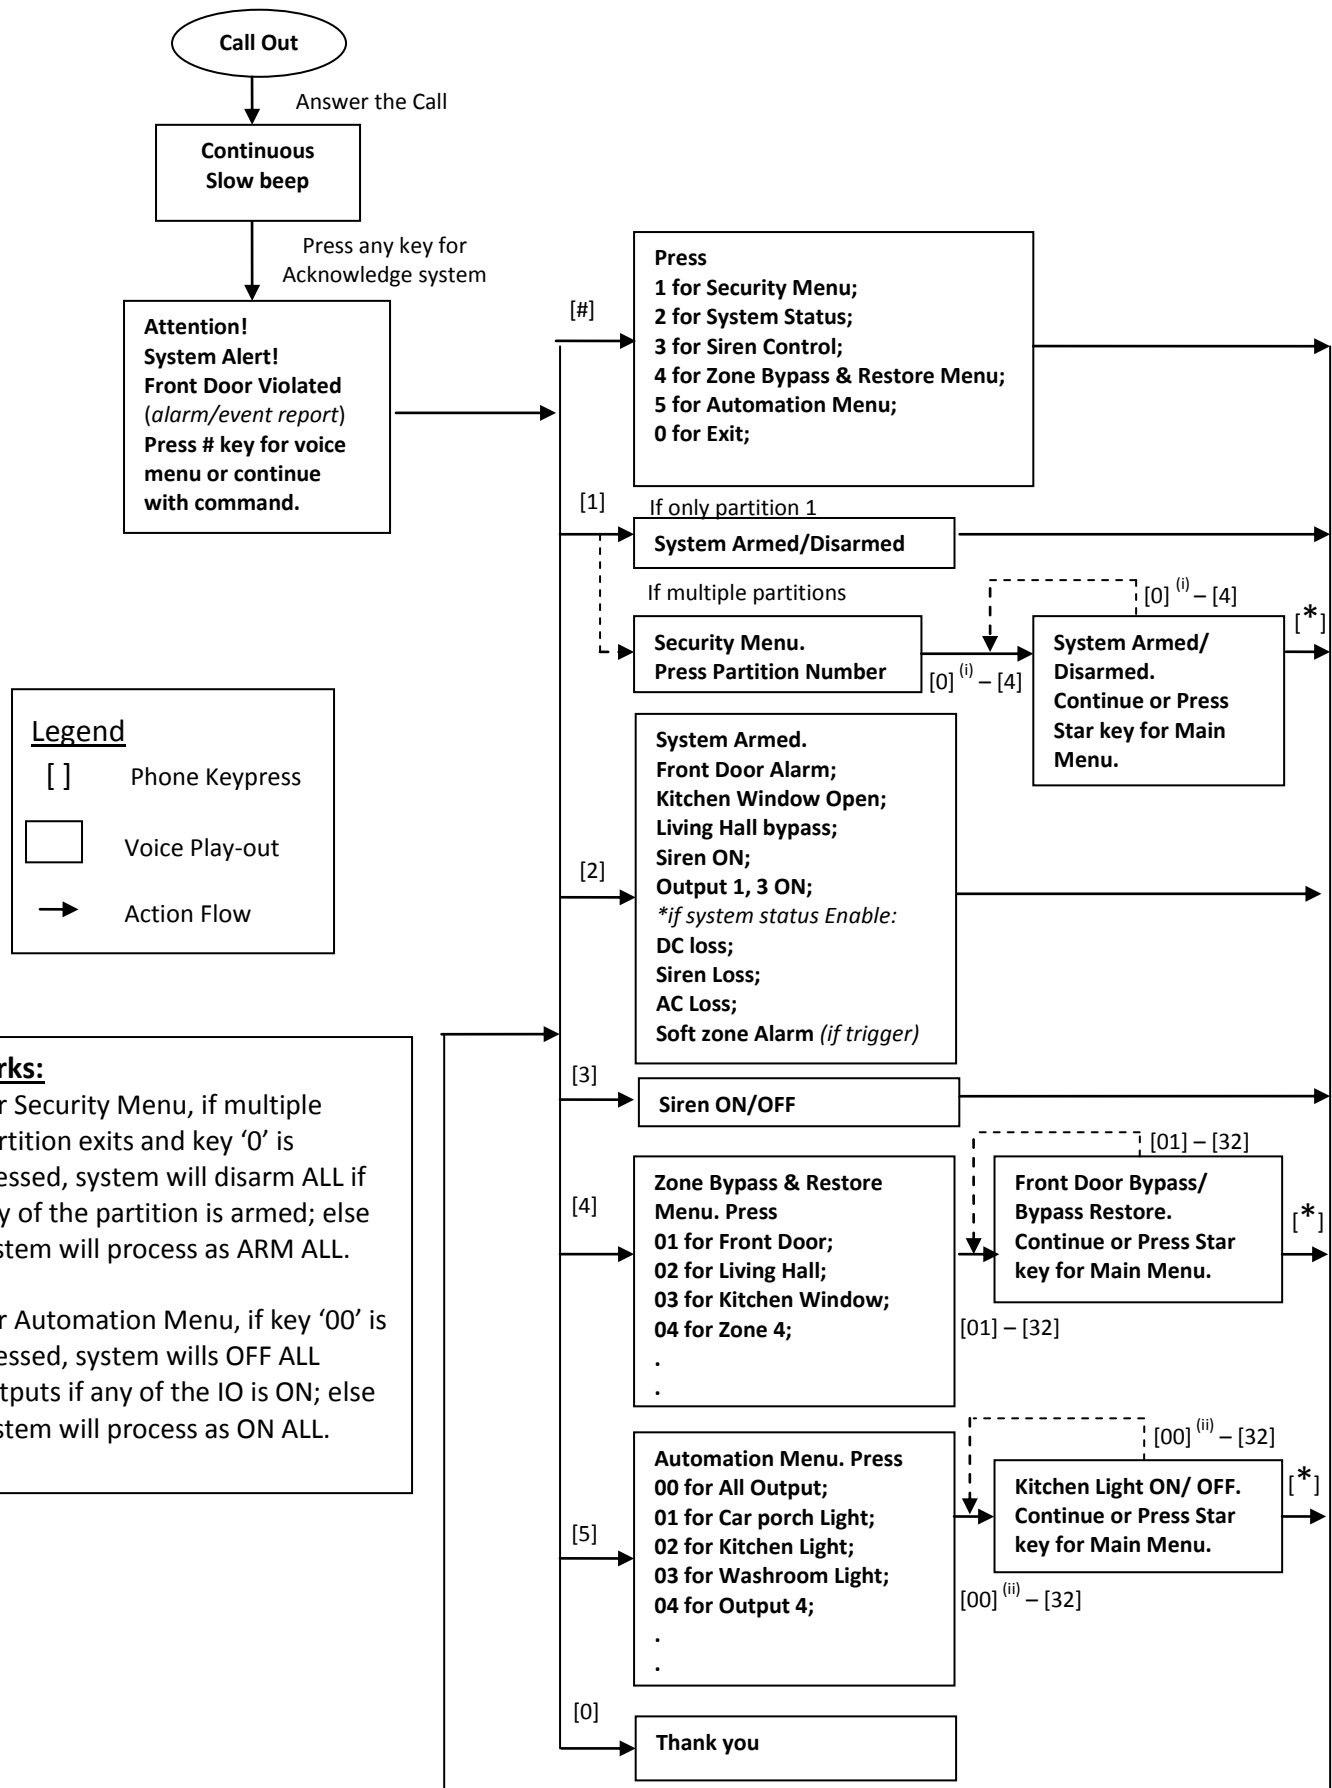 Call Out
Answer the Call
Continuous
Slow beep
Press any key for
Acknowledge system
Attention!
System Alert!
Front Door Violated
(alarm/event report)
Press # key for voice
menu or continue
with command.
[#]
Press
1 for Security Menu;
2 for System Status;
3 for Siren Control;
4 for Zone Bypass & Restore Menu;
5 for Automation Menu;
0 for Exit;
[1]
If only partition 1
System Armed/Disarmed
If multiple partitions
Security Menu.
Press Partition Number
[0] (i) – [4]
[0] (i) – [4]
System Armed/
Disarmed.
Continue or Press
Star key for Main
Menu.
[*]
Legend
[ ] Phone Keypress
Voice Play-out
Action Flow
[2]
System Armed.
Front Door Alarm;
Kitchen Window Open;
Living Hall bypass;
Siren ON;
Output 1, 3 ON;
*if system status Enable:
DC loss;
Siren Loss;
AC Loss;
Soft zone Alarm (if trigger)
[3]
Siren ON/OFF
rks:
r Security Menu, if multiple
rtition exits and key ‘0’ is
essed, system will disarm ALL if
y of the partition is armed; else
stem will process as ARM ALL.
r Automation Menu, if key ‘00’ is
essed, system wills OFF ALL
tputs if any of the IO is ON; else
stem will process as ON ALL.
[4]
Zone Bypass & Restore
Menu. Press
01 for Front Door;
02 for Living Hall;
03 for Kitchen Window;
04 for Zone 4;
.
.
[01] – [32]
[01] – [32]
Front Door Bypass/
Bypass Restore.
Continue or Press Star
key for Main Menu.
[*]
[5]
Automation Menu. Press
00 for All Output;
01 for Car porch Light;
02 for Kitchen Light;
03 for Washroom Light;
04 for Output 4;
.
.
[00] (ii) – [32]
[00] (ii) – [32]
Kitchen Light ON/ OFF.
Continue or Press Star
key for Main Menu.
[*]
[0]
Thank you